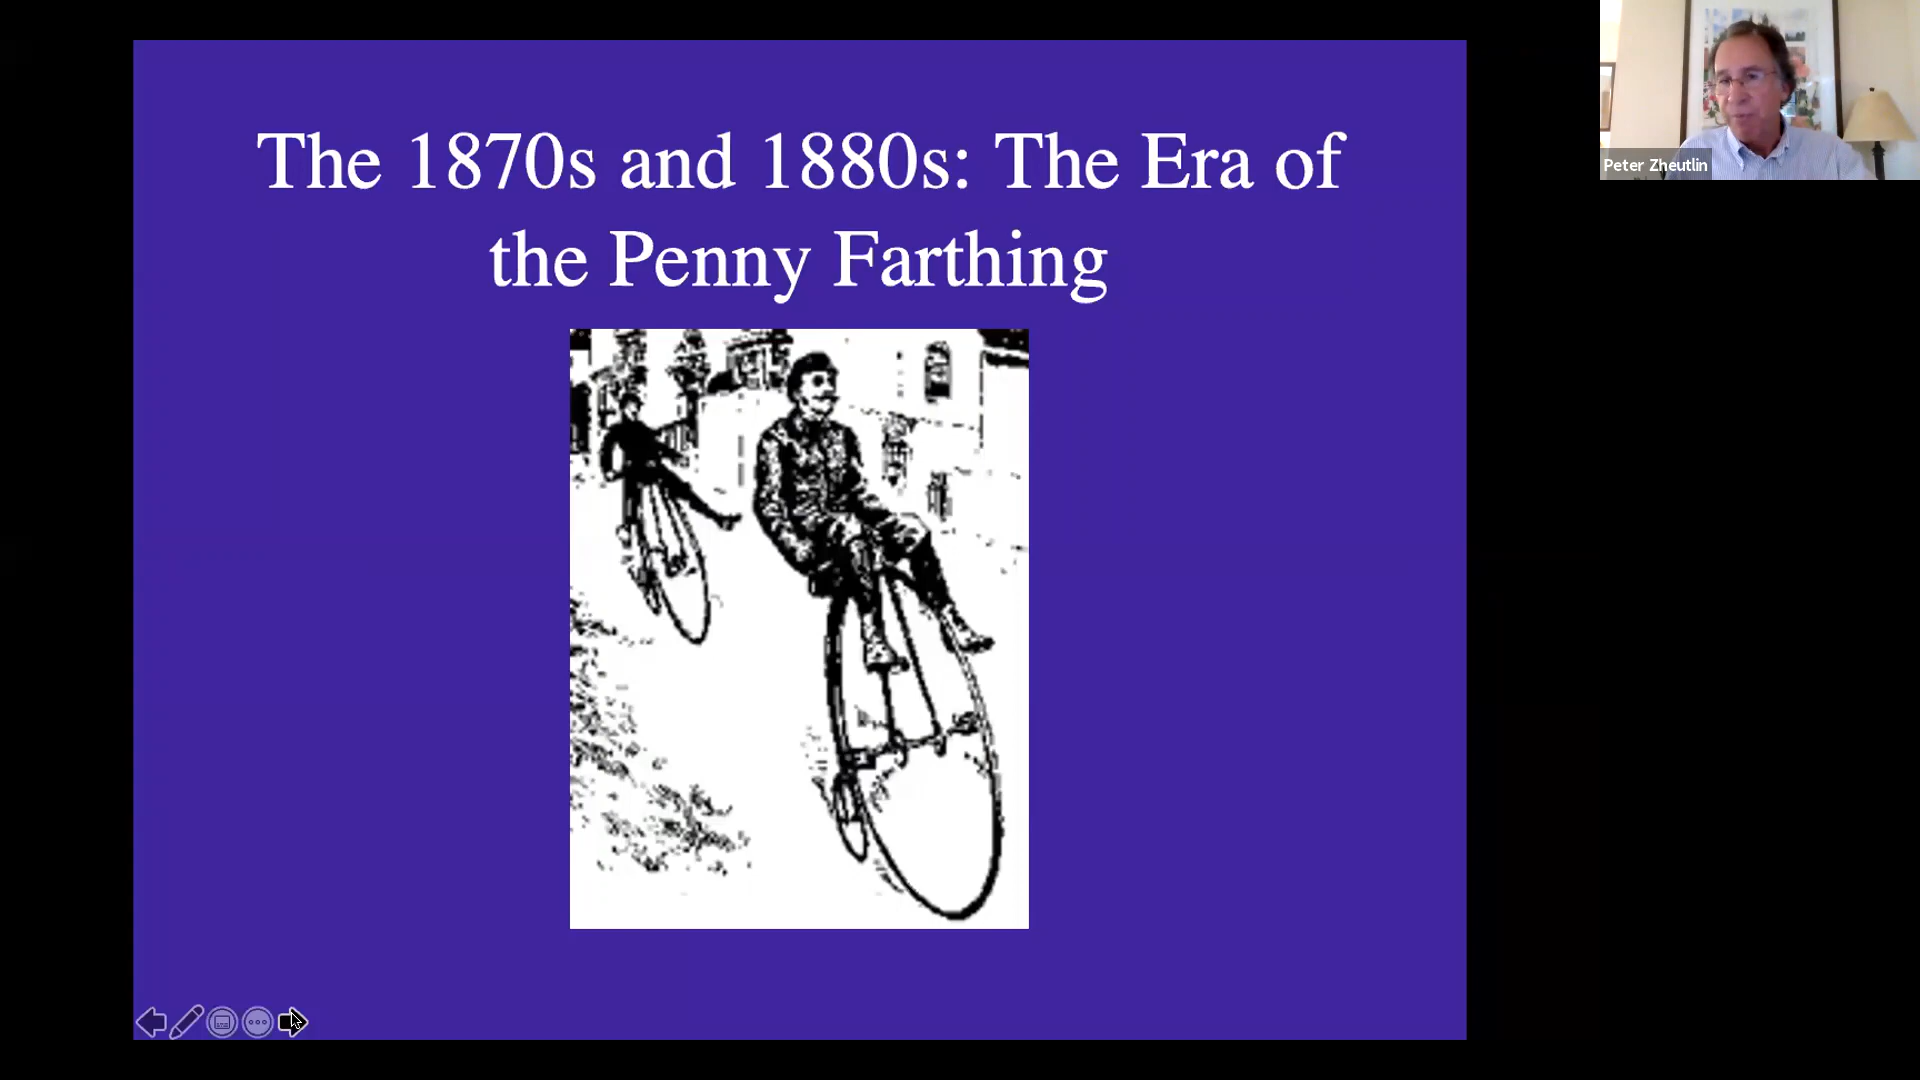 The 1870s and 1880s: The Era of
the Penny Farthing
Peter Zheutlin